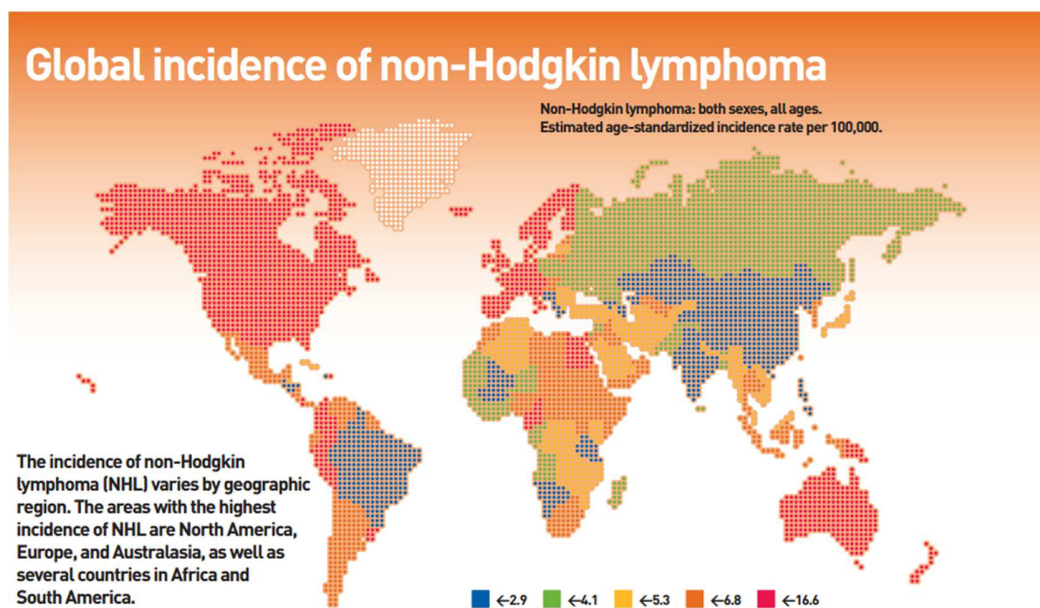 Global incidence of non-Hodgkin lymphoma
Non-Hodgkin lymphoma: both sexes, all ages.
Estimated age-standardized incidence rate per 100,000.
The incidence of non-Hodgkin
lymphoma (NHL) varies by geographic
region. The areas with the highest
incidence of NHL are North America,
Europe, and Australasia, as well as
several countries in Africa and
South America.
←2.9 ←4.1 ←5.3 ←6.8 ←16.6